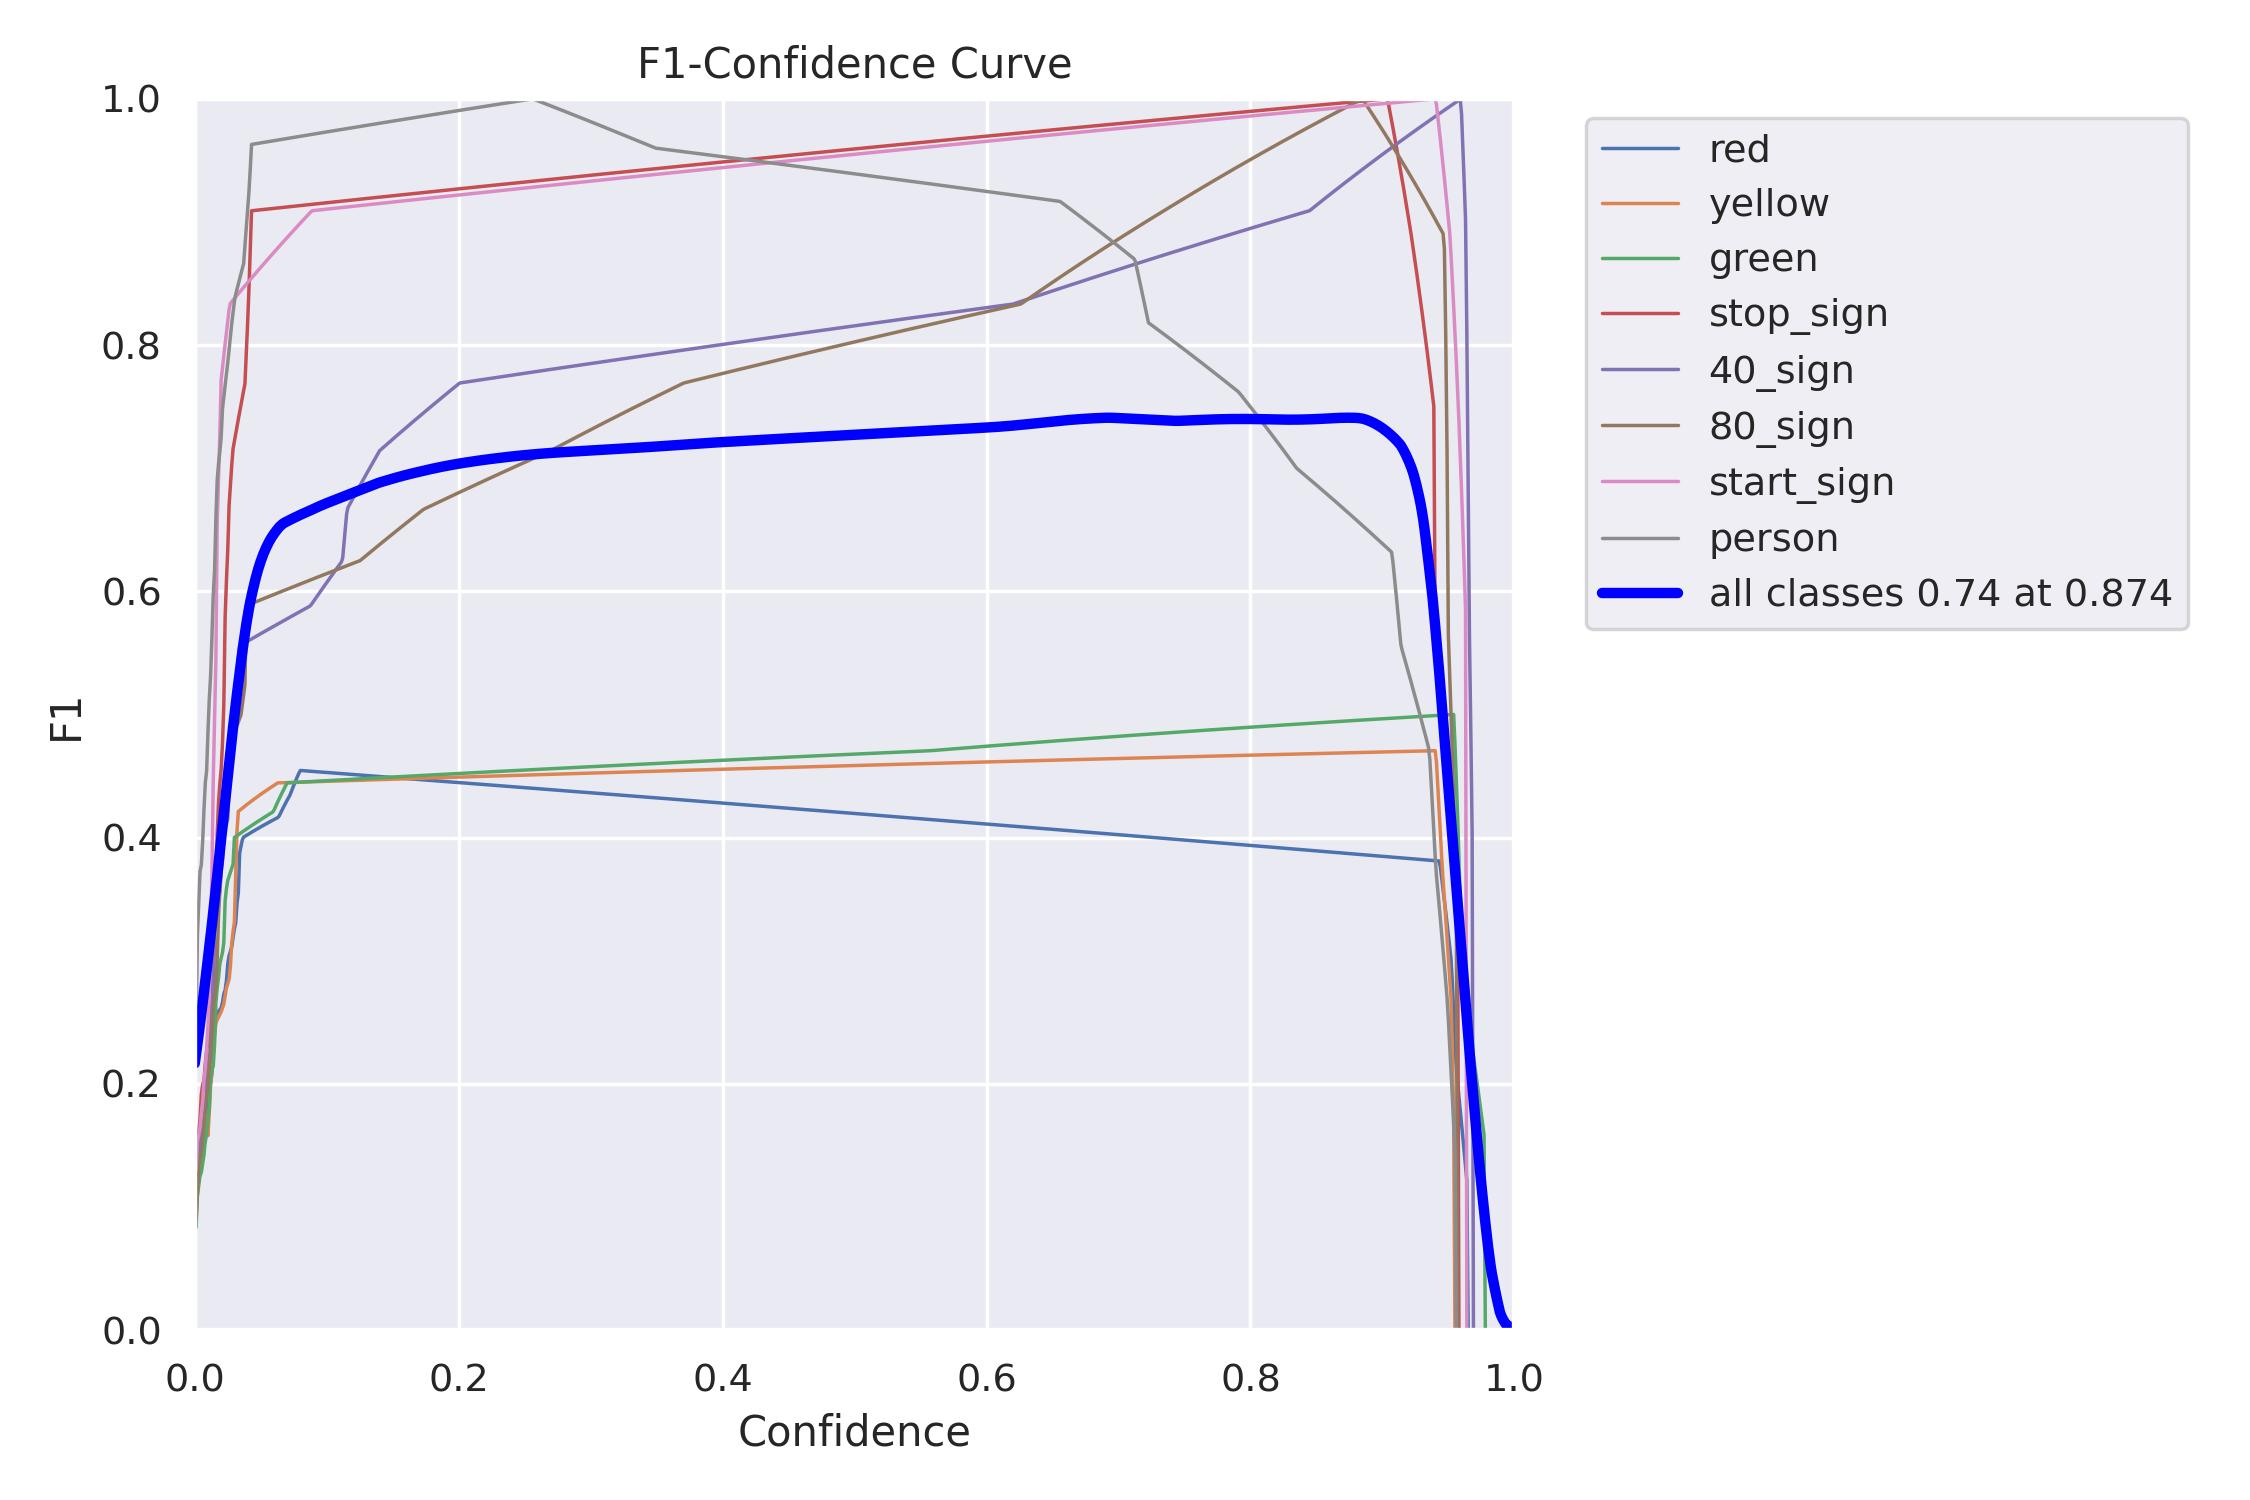 F1-Confidence Curve
1.0
0.8
0.6
0.4
0.2
0.0
F1
0.0 0.2 0.4 0.6 0.8 1.0
Confidence
red
yellow
green
stop_sign
40_sign
80_sign
start_sign
person
all classes 0.74 at 0.874